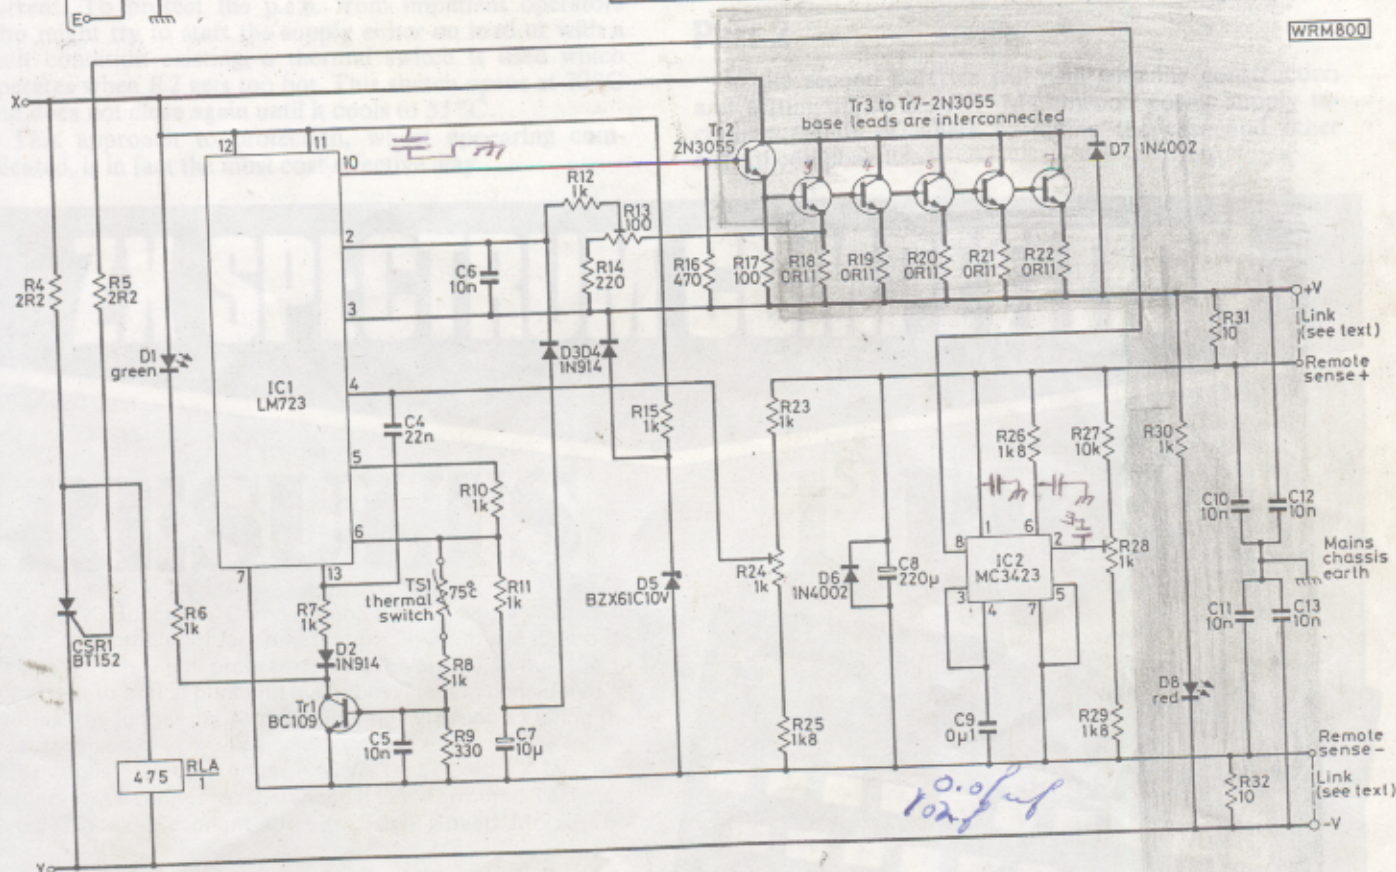 E
WRM800
X
Tr3 to Tr7-2N3055
base leads are interconnected
Tr2
2N3055
3
4
5
6
7
D7 1N4002
12
11
10
R12
1k
R13
100
2
C6
10n
R14
220
R16
470
R17
100
R18
0R11
R19
0R11
R20
0R11
R21
0R11
R22
0R11
R4
2R2
R5
2R2
3
+V
R31
10
Link
(see text)
Remote
sense+
D1
green
IC1
LM723
D3 D4
1N914
4
C4
22n
R15
1k
R23
1k
R26
1k8
R27
10k
R30
1k
5
R10
1k
C10
10n
C12
10n
6
1
6
8
2
IC2
MC3423
3
4
7
5
R28
1k
Mains
chassis
earth
7
13
TS1
thermal
switch
75°c
R11
1k
D5
BZX61C10V
R24
1k
D6
1N4002
C8
220µ
C11
10n
C13
10n
R6
1k
R7
1k
CSR1
BT152
D2
1N914
R8
1k
D8
red
Tr1
BC109
C5
10n
R9
330
C7
10µ
R25
1k8
C9
0µ1
R29
1k8
Remote
sense-
475
RLA
1
R32
10
Link
(see text)
-V
Y